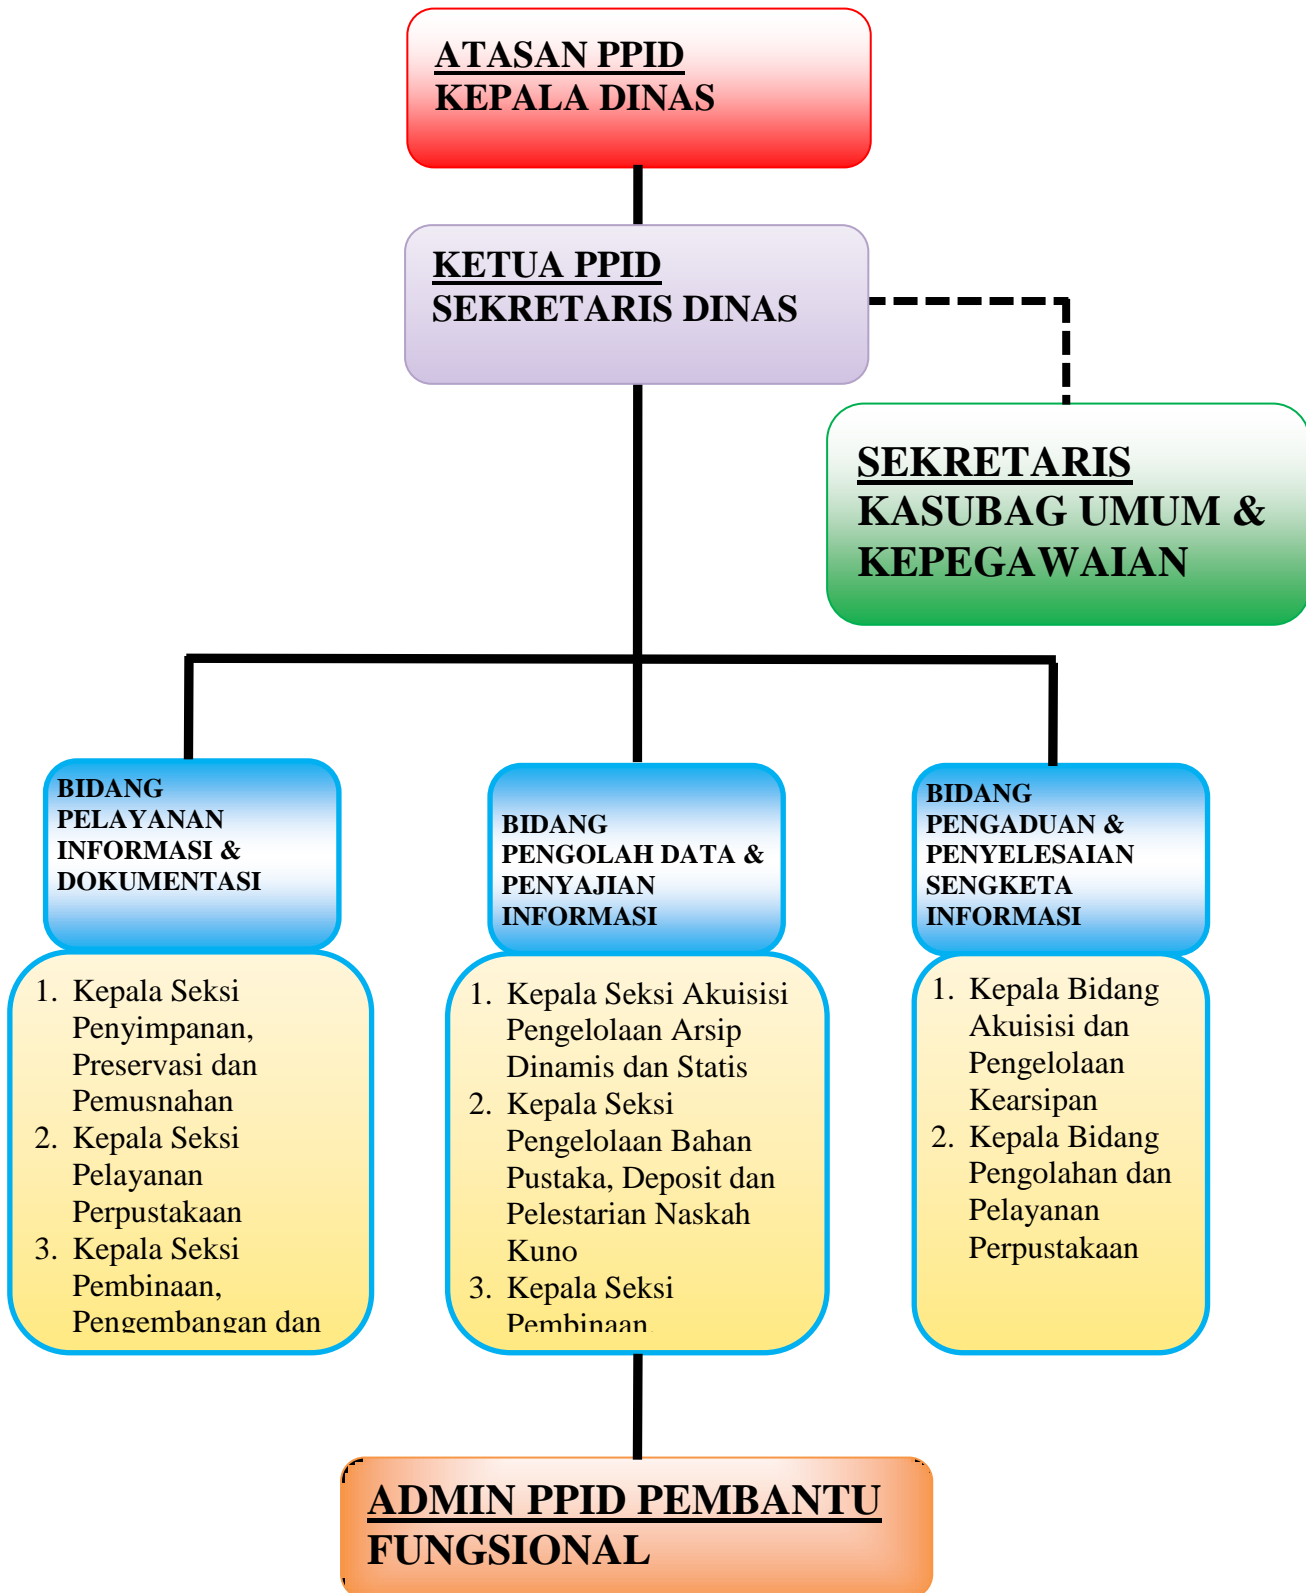 ATASAN PPID
KEPALA DINAS
KETUA PPID
SEKRETARIS DINAS
SEKRETARIS
KASUBAG UMUM &
KEPEGAWAIAN
BIDANG
PELAYANAN
INFORMASI &
DOKUMENTASI
BIDANG
PENGOLAH DATA &
PENYAJIAN
INFORMASI
BIDANG
PENGADUAN &
PENYELESAIAN
SENGKETA
INFORMASI
1. Kepala Seksi
Penyimpanan,
Preservasi dan
Pemusnahan
2. Kepala Seksi
Pelayanan
Perpustakaan
3. Kepala Seksi
Pembinaan,
Pengembangan dan
1. Kepala Seksi Akuisisi
Pengelolaan Arsip
Dinamis dan Statis
2. Kepala Seksi
Pengelolaan Bahan
Pustaka, Deposit dan
Pelestarian Naskah
Kuno
3. Kepala Seksi
Pembinaan
1. Kepala Bidang
Akuisisi dan
Pengelolaan
Kearsipan
2. Kepala Bidang
Pengolahan dan
Pelayanan
Perpustakaan
ADMIN PPID PEMBANTU
FUNGSIONAL